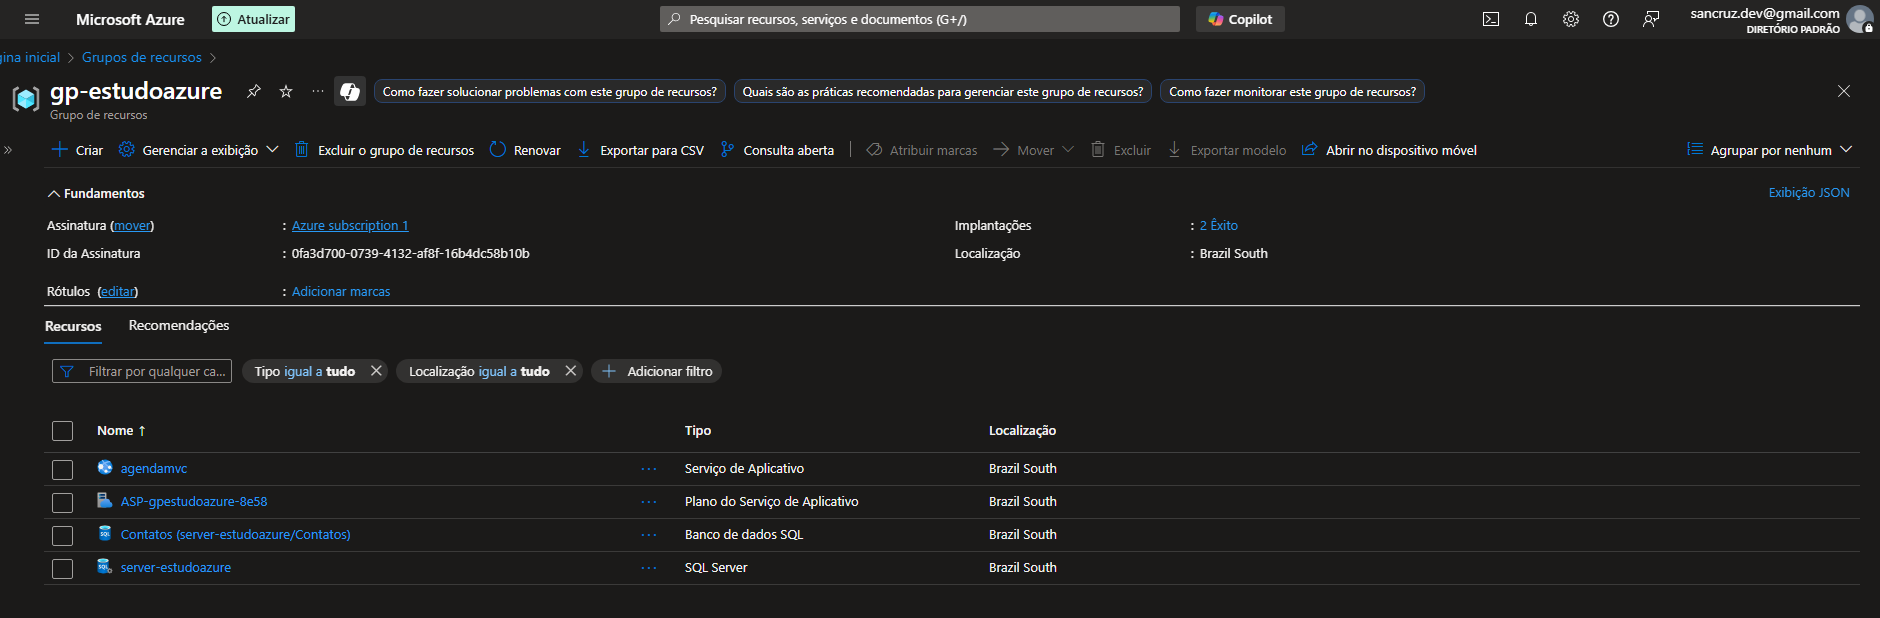 Microsoft Azure
Atualizar
Pesquisar recursos, serviços e documentos (G+/)
Copilot
sancruz.dev@gmail.com
DIRETÓRIO PADRÃO
gina inicial > Grupos de recursos >
gp-estudoazure
Grupo de recursos
Como fazer solucionar problemas com este grupo de recursos?
Quais são as práticas recomendadas para gerenciar este grupo de recursos?
Como fazer monitorar este grupo de recursos?
Criar
Gerenciar a exibição
Excluir o grupo de recursos
Renovar
Exportar para CSV
Consulta aberta
Atribuir marcas
Mover
Excluir
Exportar modelo
Abrir no dispositivo móvel
Agrupar por nenhum
Fundamentos
Exibição JSON
Assinatura (mover) : Azure subscription 1
Implantações : 2 Êxito
ID da Assinatura : 0fa3d700-0739-4132-af8f-16b4dc58b10b
Localização : Brazil South
Rótulos (editar) : Adicionar marcas
Recursos
Recomendações
Filtrar por qualquer ca...
Tipo igual a tudo
Localização igual a tudo
Adicionar filtro
Nome ↑ Tipo Localização
agendamvc ... Serviço de Aplicativo Brazil South
ASP-gpestudoazure-8e58 ... Plano do Serviço de Aplicativo Brazil South
Contatos (server-estudoazure/Contatos) ... Banco de dados SQL Brazil South
server-estudoazure ... SQL Server Brazil South